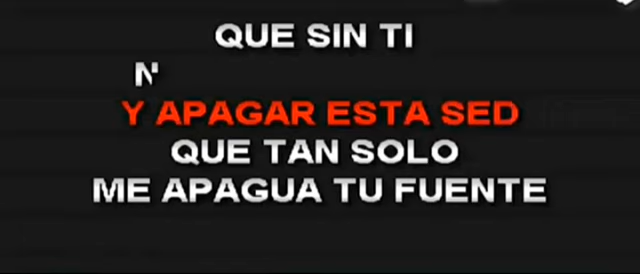 QUE SIN TI
Y APAGAR ESTA SED
QUE TAN SOLO
ME APAGUA TU FUENTE